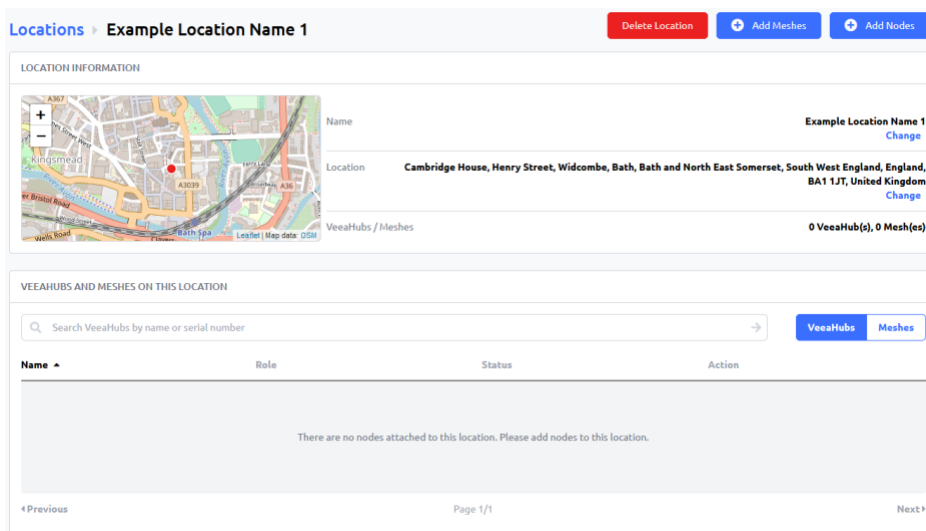 Locations Example Location Name 1
Delete Location
Add Meshes
Add Nodes
LOCATION INFORMATION
A367
+
−
Kingsmead
A3039
A36
Wells Road
Bath Spa
Leaflet | Map data: OSM
Name
Example Location Name 1
Change
Location
Cambridge House, Henry Street, Widcombe, Bath, Bath and North East Somerset, South West England, England,
BA1 1JT, United Kingdom
Change
VeeaHubs / Meshes
0 VeeaHub(s), 0 Mesh(es)
VEEAHUBS AND MESHES ON THIS LOCATION
Search VeeaHubs by name or serial number
VeeaHubs
Meshes
Name Role Status Action
There are no nodes attached to this location. Please add nodes to this location.
Previous
Page 1/1
Next